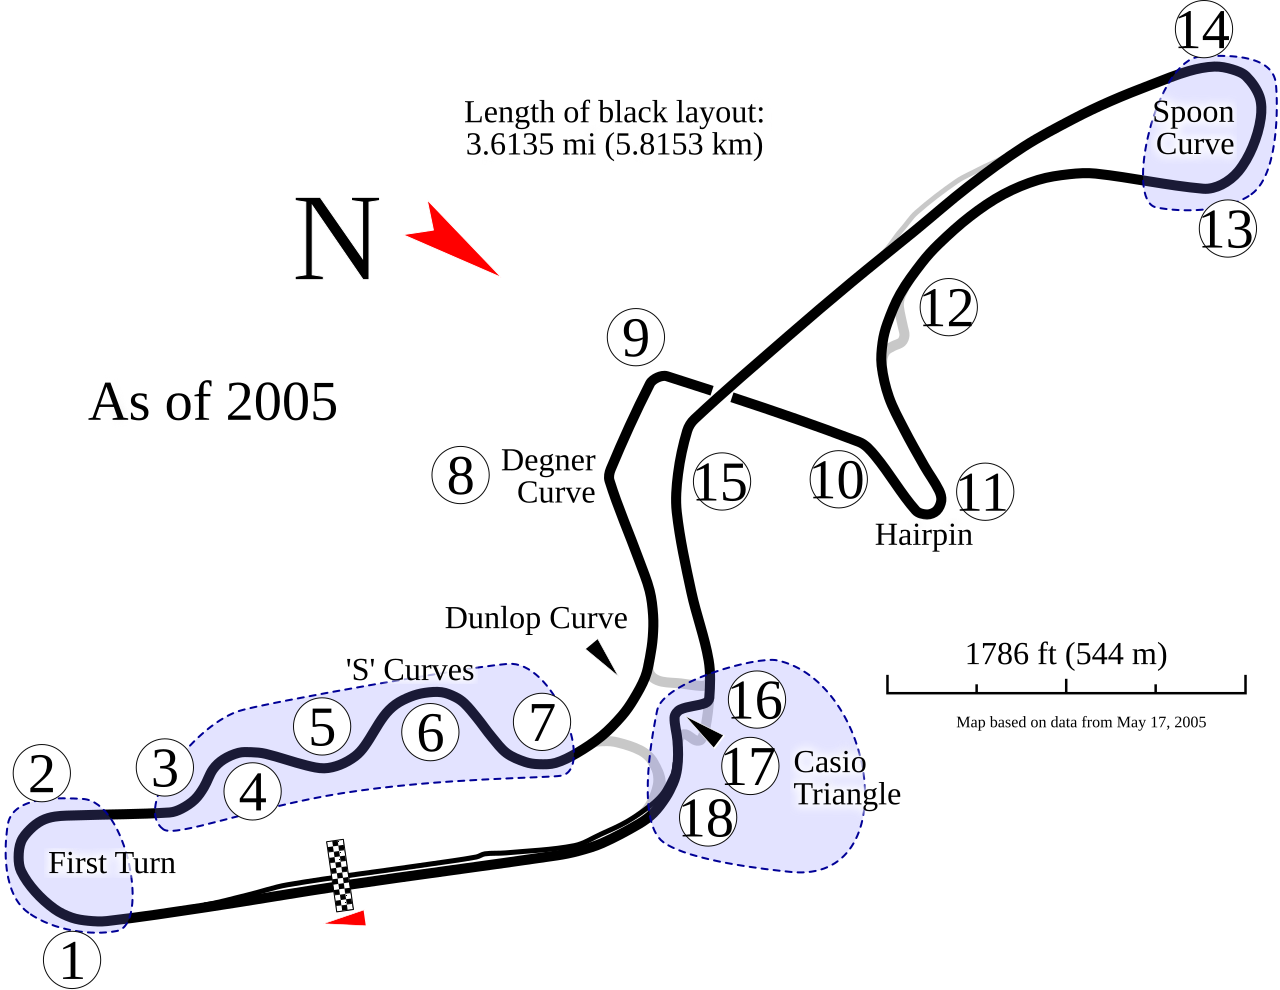 14
Spoon
Curve
Length of black layout:
3.6135 mi (5.8153 km)
N
13
12
9
As of 2005
8
Degner
Curve
15
10
11
Hairpin
Dunlop Curve
1786 ft (544 m)
Map based on data from May 17, 2005
'S' Curves
16
5
6
7
17
Casio
Triangle
18
3
4
2
First Turn
1